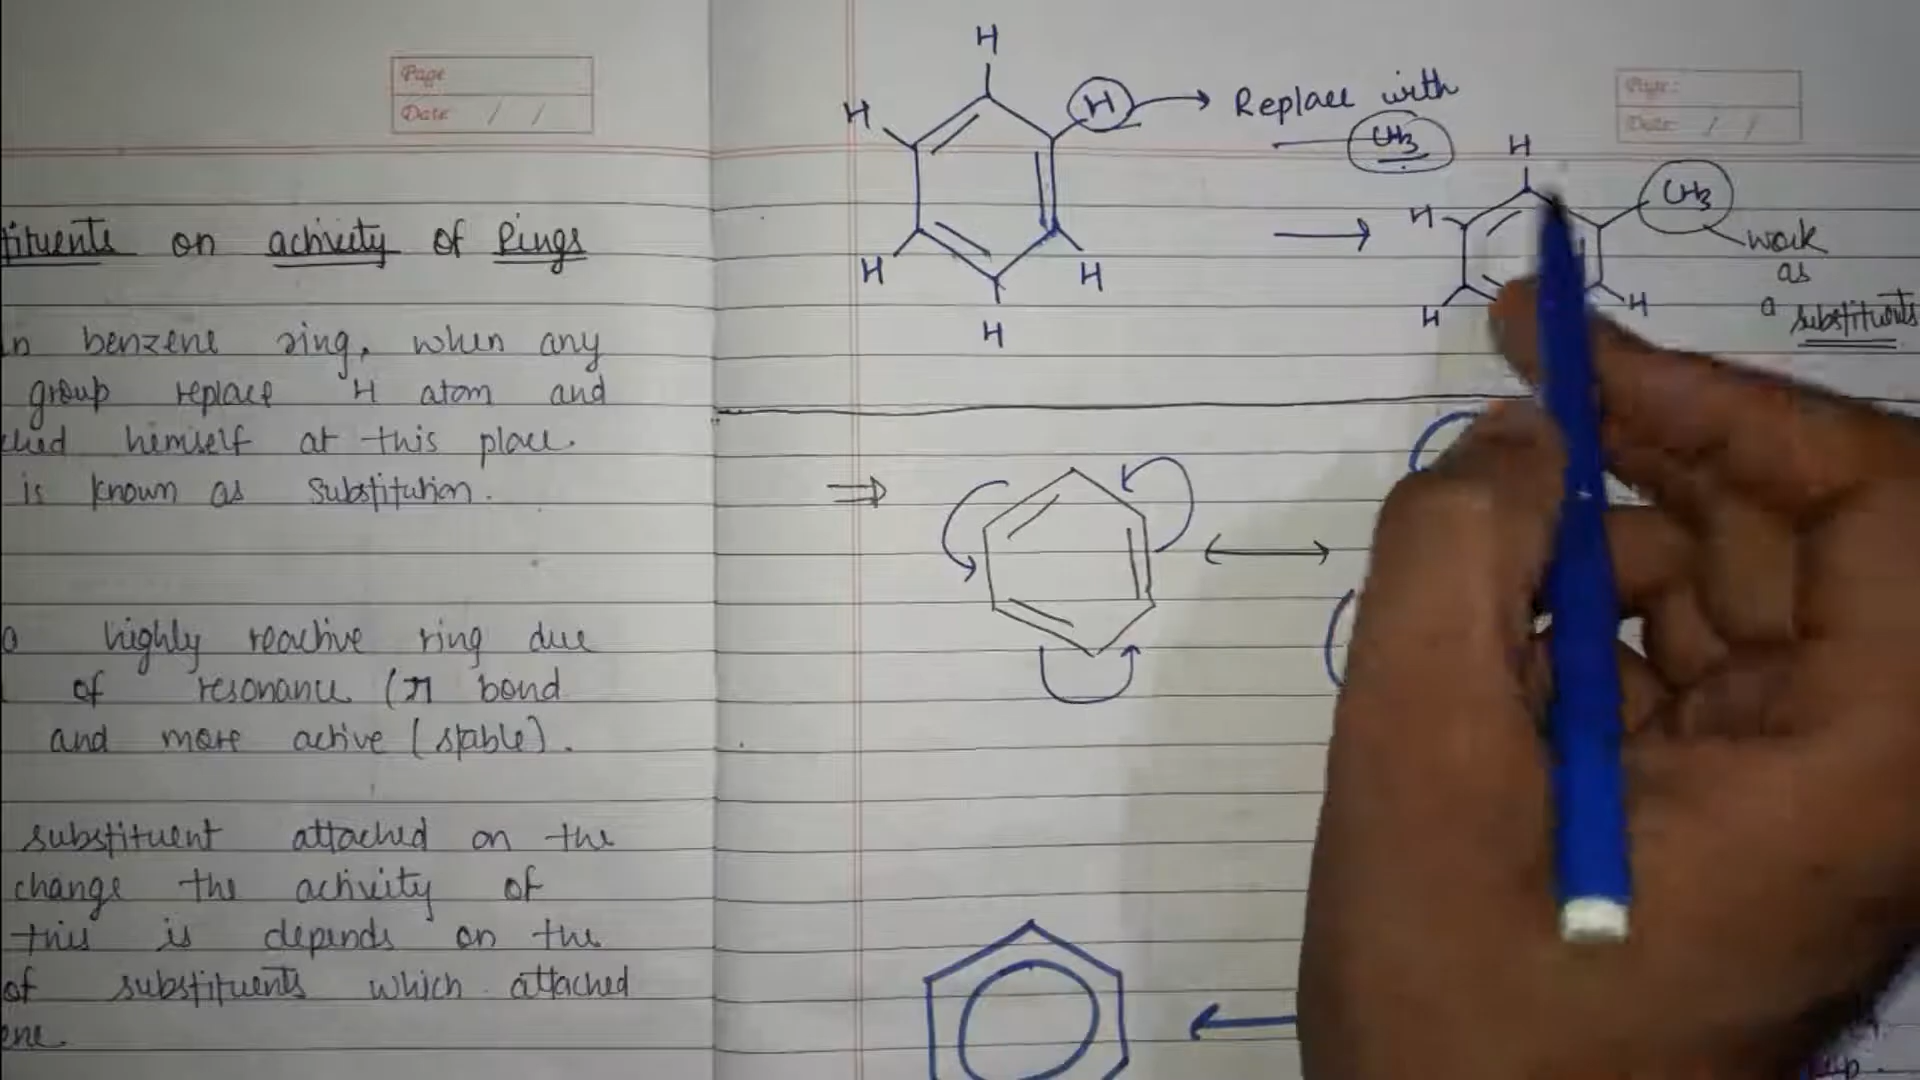 Page
Date / /
tituents on activity of Rings
in benzene ring, when any
group replace H atom and
ched himself at this place.
is known as Substitution.
highly reactive ring due
of resonance (π bond
and more active (stable).
substituent attached on the
change the activity of
this is depends on the
of substituents which attached
ene.
H
H
H
H
H
H
Replace with
CH3
Page:
Date: / /
H
H
CH3
H
H
work
as
a
substituents